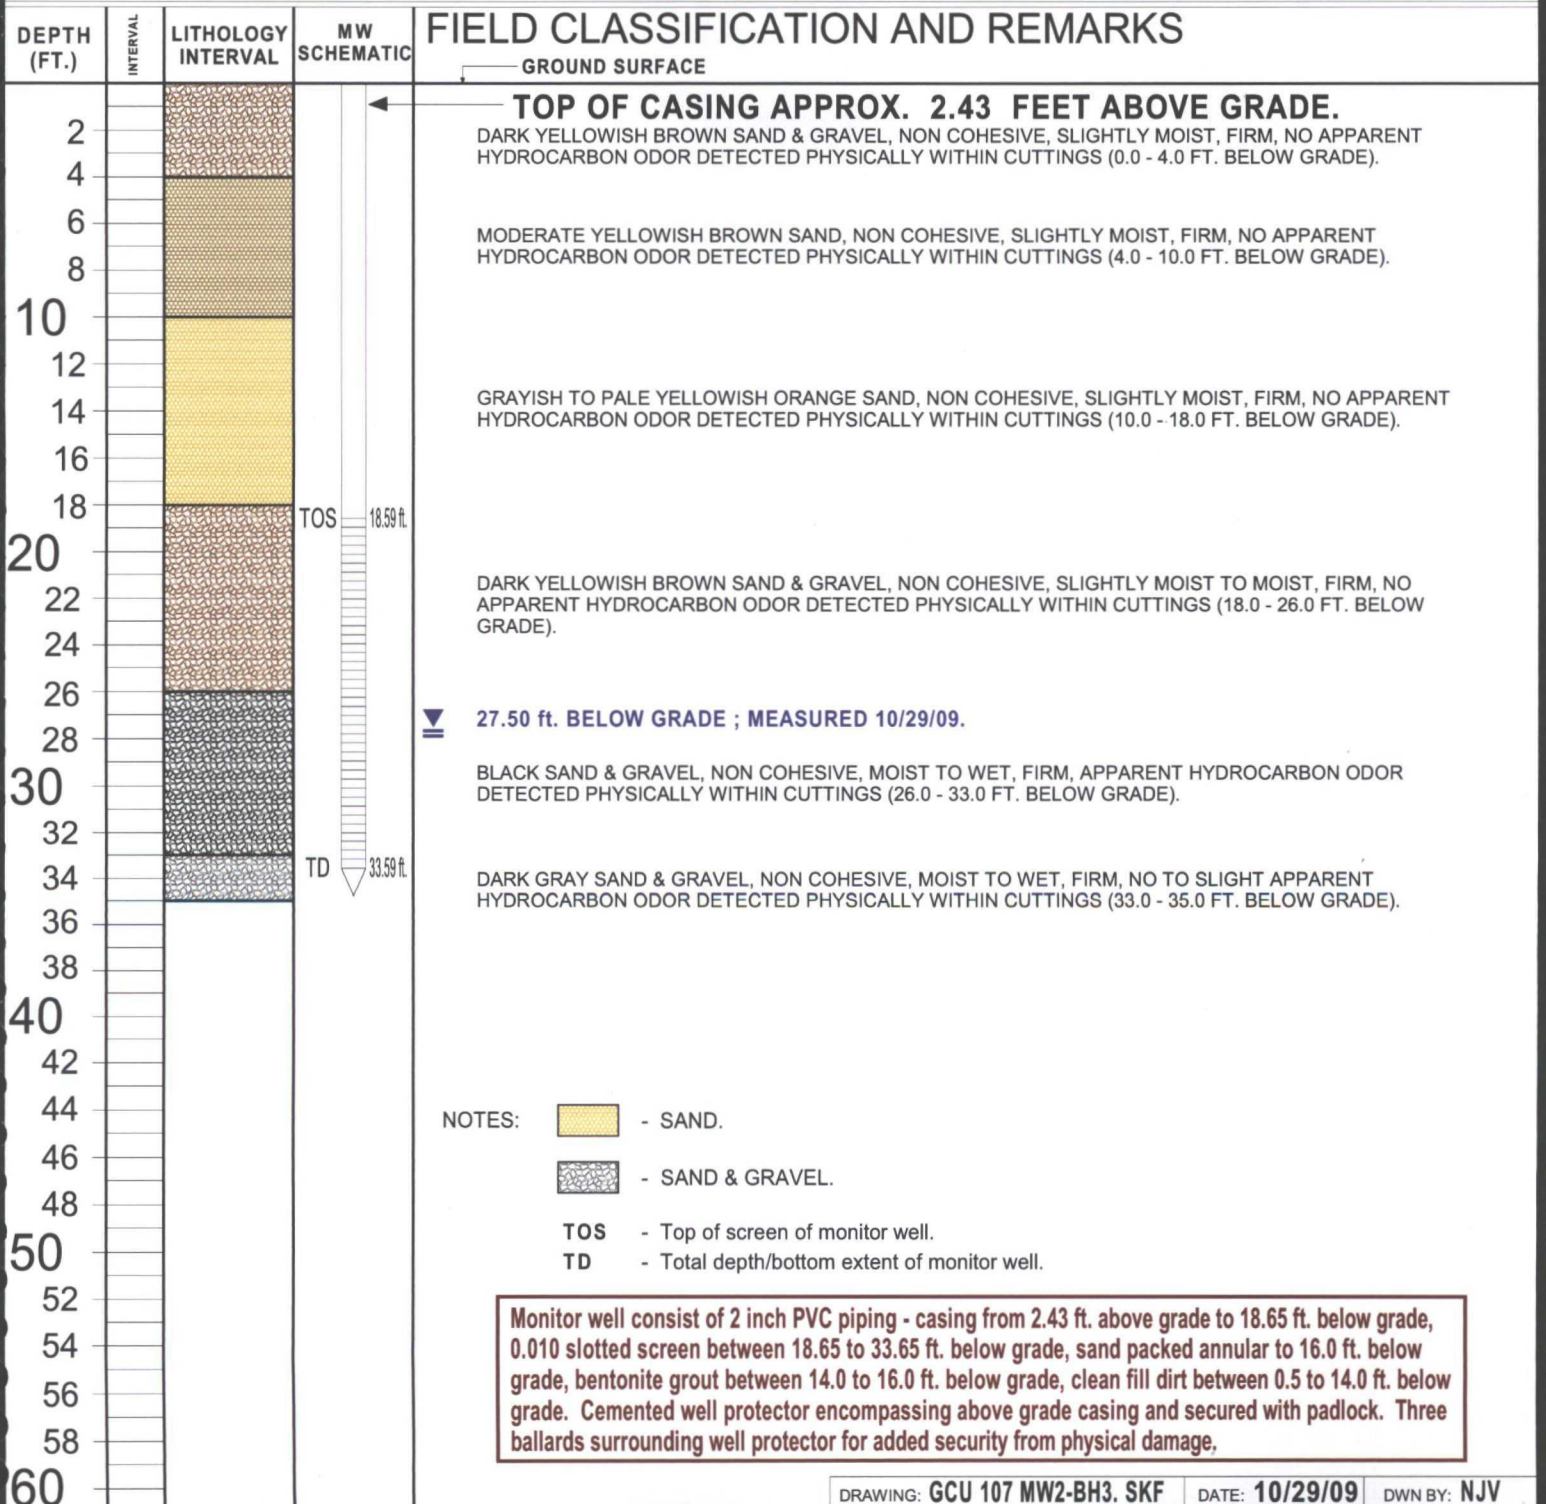 DEPTH (FT.)
INTERVAL
LITHOLOGY INTERVAL
MW SCHEMATIC
FIELD CLASSIFICATION AND REMARKS
GROUND SURFACE
TOP OF CASING APPROX. 2.43 FEET ABOVE GRADE.
DARK YELLOWISH BROWN SAND & GRAVEL, NON COHESIVE, SLIGHTLY MOIST, FIRM, NO APPARENT
HYDROCARBON ODOR DETECTED PHYSICALLY WITHIN CUTTINGS (0.0 - 4.0 FT. BELOW GRADE).
2
4
6
MODERATE YELLOWISH BROWN SAND, NON COHESIVE, SLIGHTLY MOIST, FIRM, NO APPARENT
HYDROCARBON ODOR DETECTED PHYSICALLY WITHIN CUTTINGS (4.0 - 10.0 FT. BELOW GRADE).
8
10
12
14
GRAYISH TO PALE YELLOWISH ORANGE SAND, NON COHESIVE, SLIGHTLY MOIST, FIRM, NO APPARENT
HYDROCARBON ODOR DETECTED PHYSICALLY WITHIN CUTTINGS (10.0 - 18.0 FT. BELOW GRADE).
16
18
TOS 18.59 ft.
20
22
DARK YELLOWISH BROWN SAND & GRAVEL, NON COHESIVE, SLIGHTLY MOIST TO MOIST, FIRM, NO
APPARENT HYDROCARBON ODOR DETECTED PHYSICALLY WITHIN CUTTINGS (18.0 - 26.0 FT. BELOW
GRADE).
24
26
27.50 ft. BELOW GRADE ; MEASURED 10/29/09.
28
30
BLACK SAND & GRAVEL, NON COHESIVE, MOIST TO WET, FIRM, APPARENT HYDROCARBON ODOR
DETECTED PHYSICALLY WITHIN CUTTINGS (26.0 - 33.0 FT. BELOW GRADE).
32
TD 33.59 ft.
34
DARK GRAY SAND & GRAVEL, NON COHESIVE, MOIST TO WET, FIRM, NO TO SLIGHT APPARENT
HYDROCARBON ODOR DETECTED PHYSICALLY WITHIN CUTTINGS (33.0 - 35.0 FT. BELOW GRADE).
36
38
40
42
44
46
48
50
52
54
56
58
60
NOTES:
- SAND.
- SAND & GRAVEL.
TOS - Top of screen of monitor well.
TD - Total depth/bottom extent of monitor well.
Monitor well consist of 2 inch PVC piping - casing from 2.43 ft. above grade to 18.65 ft. below grade,
0.010 slotted screen between 18.65 to 33.65 ft. below grade, sand packed annular to 16.0 ft. below
grade, bentonite grout between 14.0 to 16.0 ft. below grade, clean fill dirt between 0.5 to 14.0 ft. below
grade. Cemented well protector encompassing above grade casing and secured with padlock. Three
ballards surrounding well protector for added security from physical damage.
DRAWING: GCU 107 MW2-BH3. SKF DATE: 10/29/09 DWN BY: NJV